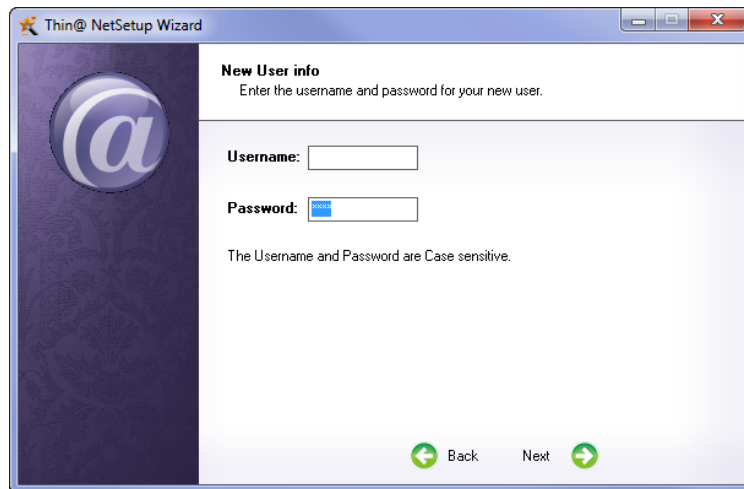 Thin@ NetSetup Wizard
New User info
Enter the username and password for your new user.
Username:
Password: ****
The Username and Password are Case sensitive.
Back Next